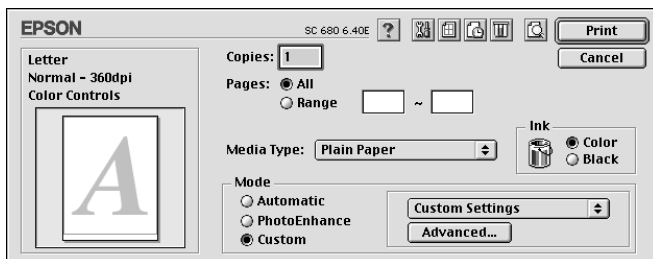 EPSON
SC 680 6.40E
?
Print
Cancel
Letter
Normal - 360dpi
Color Controls
A
Copies: 1
Pages: All
Range ~
Media Type: Plain Paper
Ink
Color
Black
Mode
Automatic
PhotoEnhance
Custom
Custom Settings
Advanced...